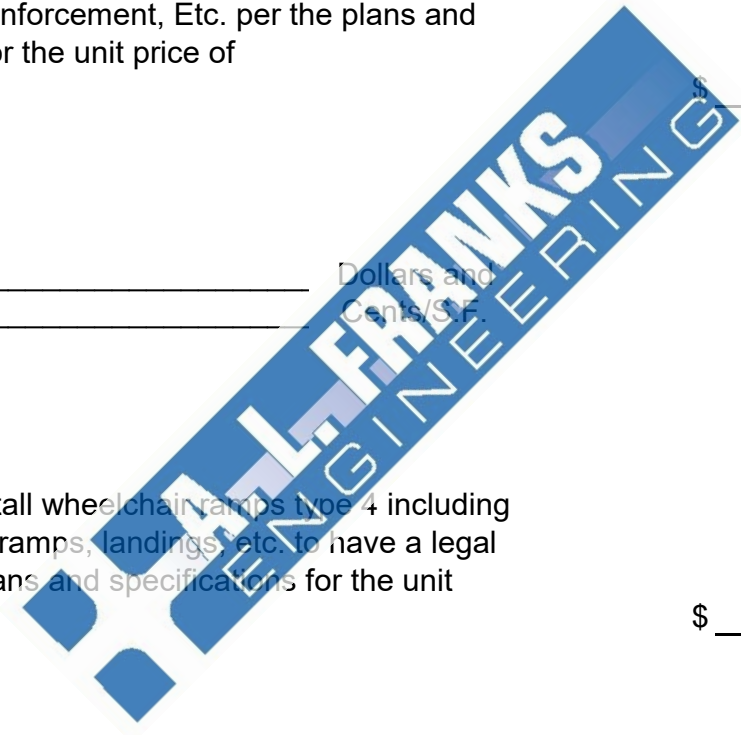 nforcement, Etc. per the plans and
r the unit price of
$
Dollars and
Cents/S.F.
A. L. FRANKS
ENGINEERING
all wheelchair ramps type 4 including
ramps, landings, etc. to have a legal
ans and specifications for the unit
$